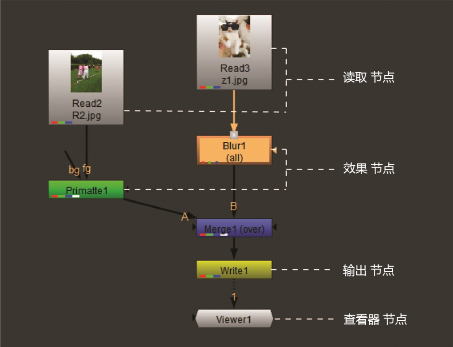 Read3
z1.jpg
读取 节点
Read2
R2.jpg
Blur1
(all)
bg fg
效果 节点
Primatte1
A
B
Merge1 (over)
Write1
输出 节点
1
Viewer1
查看器 节点